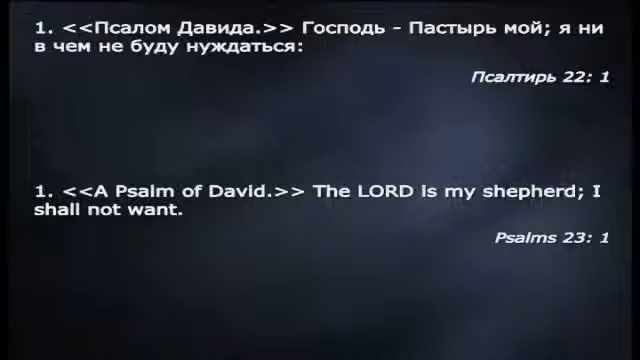 1. <<Псалом Давида.>> Господь - Пастырь мой; я ни
в чем не буду нуждаться:
Псалтирь 22: 1
1. <<A Psalm of David.>> The LORD is my shepherd; I
shall not want.
Psalms 23: 1